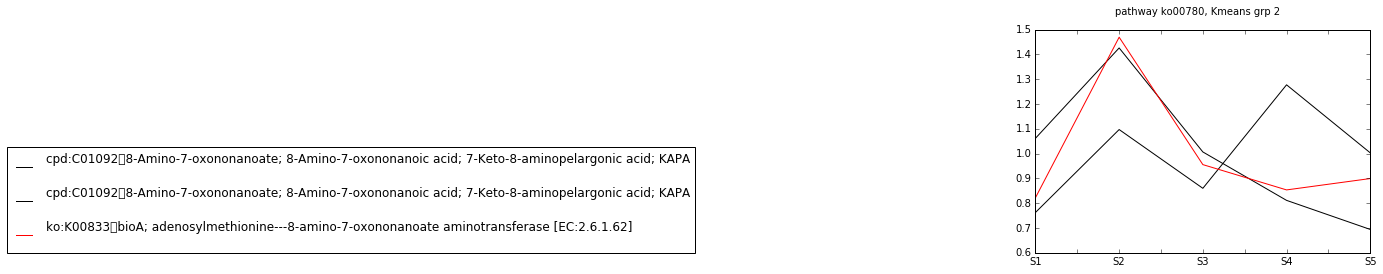 pathway ko00780, Kmeans grp 2
1.5
1.4
1.3
1.2
1.1
1.0
0.9
0.8
0.7
0.6
S1 S2 S3 S4 S5
cpd:C01092▯8-Amino-7-oxononanoate; 8-Amino-7-oxononanoic acid; 7-Keto-8-aminopelargonic acid; KAPA
cpd:C01092▯8-Amino-7-oxononanoate; 8-Amino-7-oxononanoic acid; 7-Keto-8-aminopelargonic acid; KAPA
ko:K00833▯bioA; adenosylmethionine---8-amino-7-oxononanoate aminotransferase [EC:2.6.1.62]